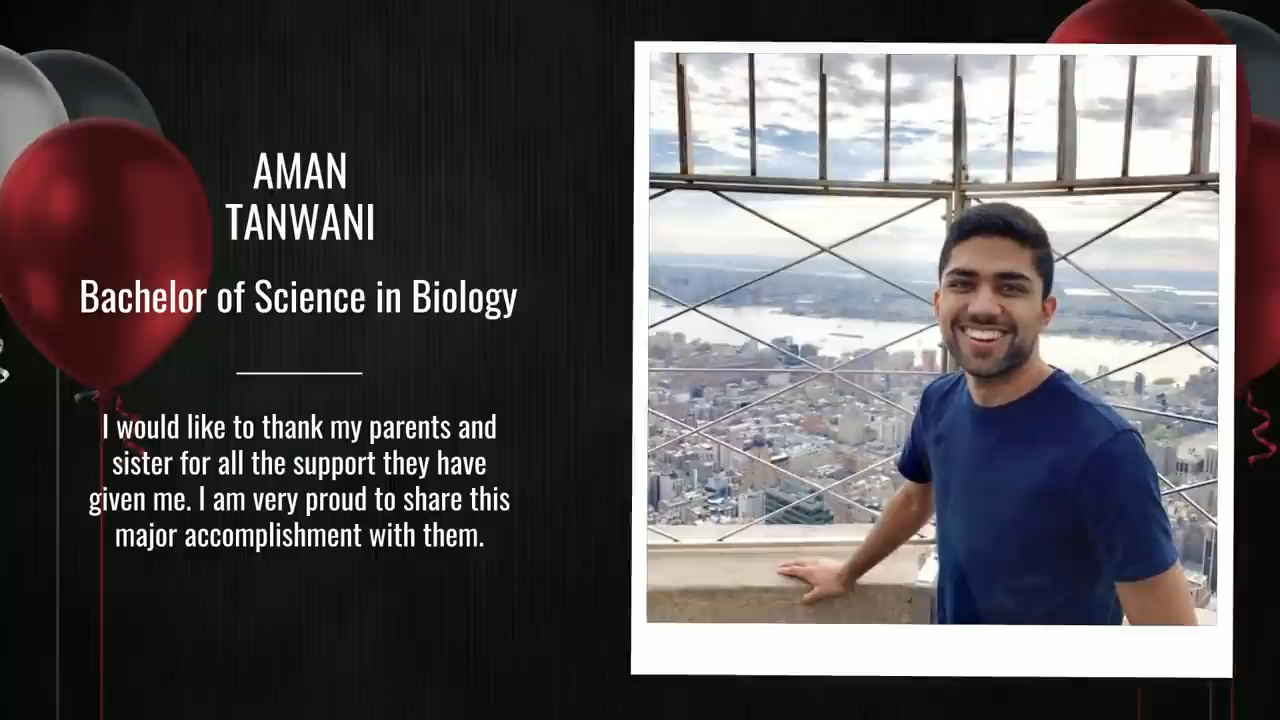 AMAN
TANWANI
Bachelor of Science in Biology
I would like to thank my parents and
sister for all the support they have
given me. I am very proud to share this
major accomplishment with them.